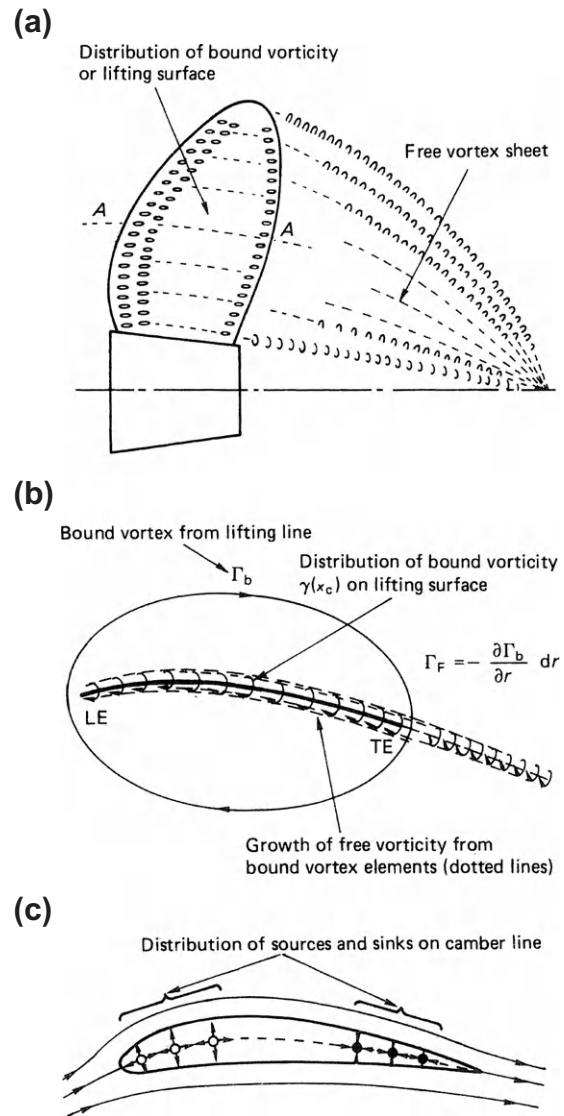 (a)
Distribution of bound vorticity
or lifting surface
Free vortex sheet
A
A
(b)
Bound vortex from lifting line
Γb
Distribution of bound vorticity
γ(xc) on lifting surface
ΓF = − ∂Γb/∂r dr
LE
TE
Growth of free vorticity from
bound vortex elements (dotted lines)
(c)
Distribution of sources and sinks on camber line